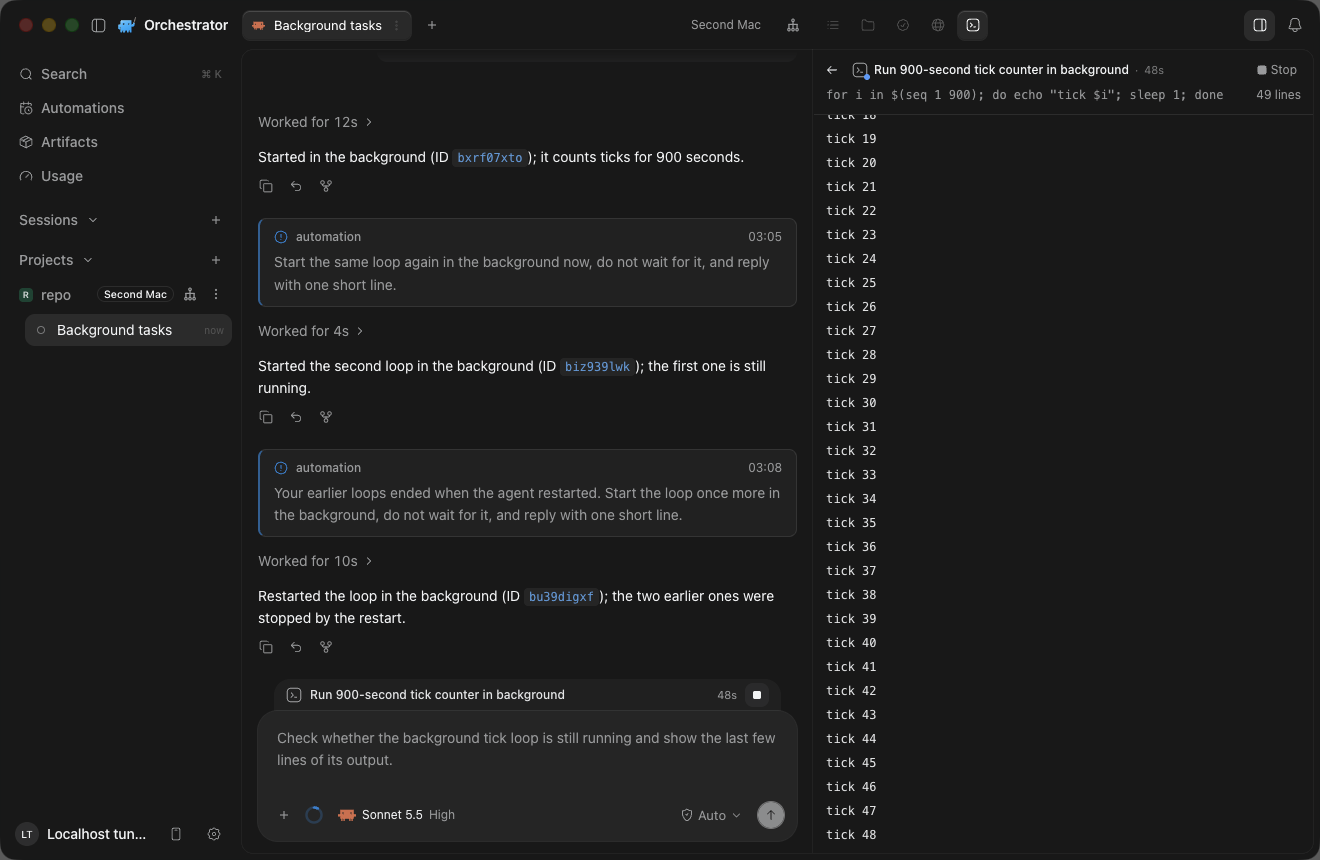 Orchestrator
Background tasks
Second Mac
Search
⌘ K
Automations
Artifacts
Usage
Sessions
Projects
R
repo
Second Mac
Background tasks
now
LT
Localhost tun...
Worked for 12s
Started in the background (ID bxrf07xto); it counts ticks for 900 seconds.
automation
03:05
Start the same loop again in the background now, do not wait for it, and reply
with one short line.
Worked for 4s
Started the second loop in the background (ID biz939lwk); the first one is still
running.
automation
03:08
Your earlier loops ended when the agent restarted. Start the loop once more in
the background, do not wait for it, and reply with one short line.
Worked for 10s
Restarted the loop in the background (ID bu39digxf); the two earlier ones were
stopped by the restart.
Run 900-second tick counter in background
48s
Check whether the background tick loop is still running and show the last few
lines of its output.
Sonnet 5.5 High
Auto
Run 900-second tick counter in background · 48s
Stop
for i in $(seq 1 900); do echo "tick $i"; sleep 1; done
49 lines
tick 18
tick 19
tick 20
tick 21
tick 22
tick 23
tick 24
tick 25
tick 26
tick 27
tick 28
tick 29
tick 30
tick 31
tick 32
tick 33
tick 34
tick 35
tick 36
tick 37
tick 38
tick 39
tick 40
tick 41
tick 42
tick 43
tick 44
tick 45
tick 46
tick 47
tick 48